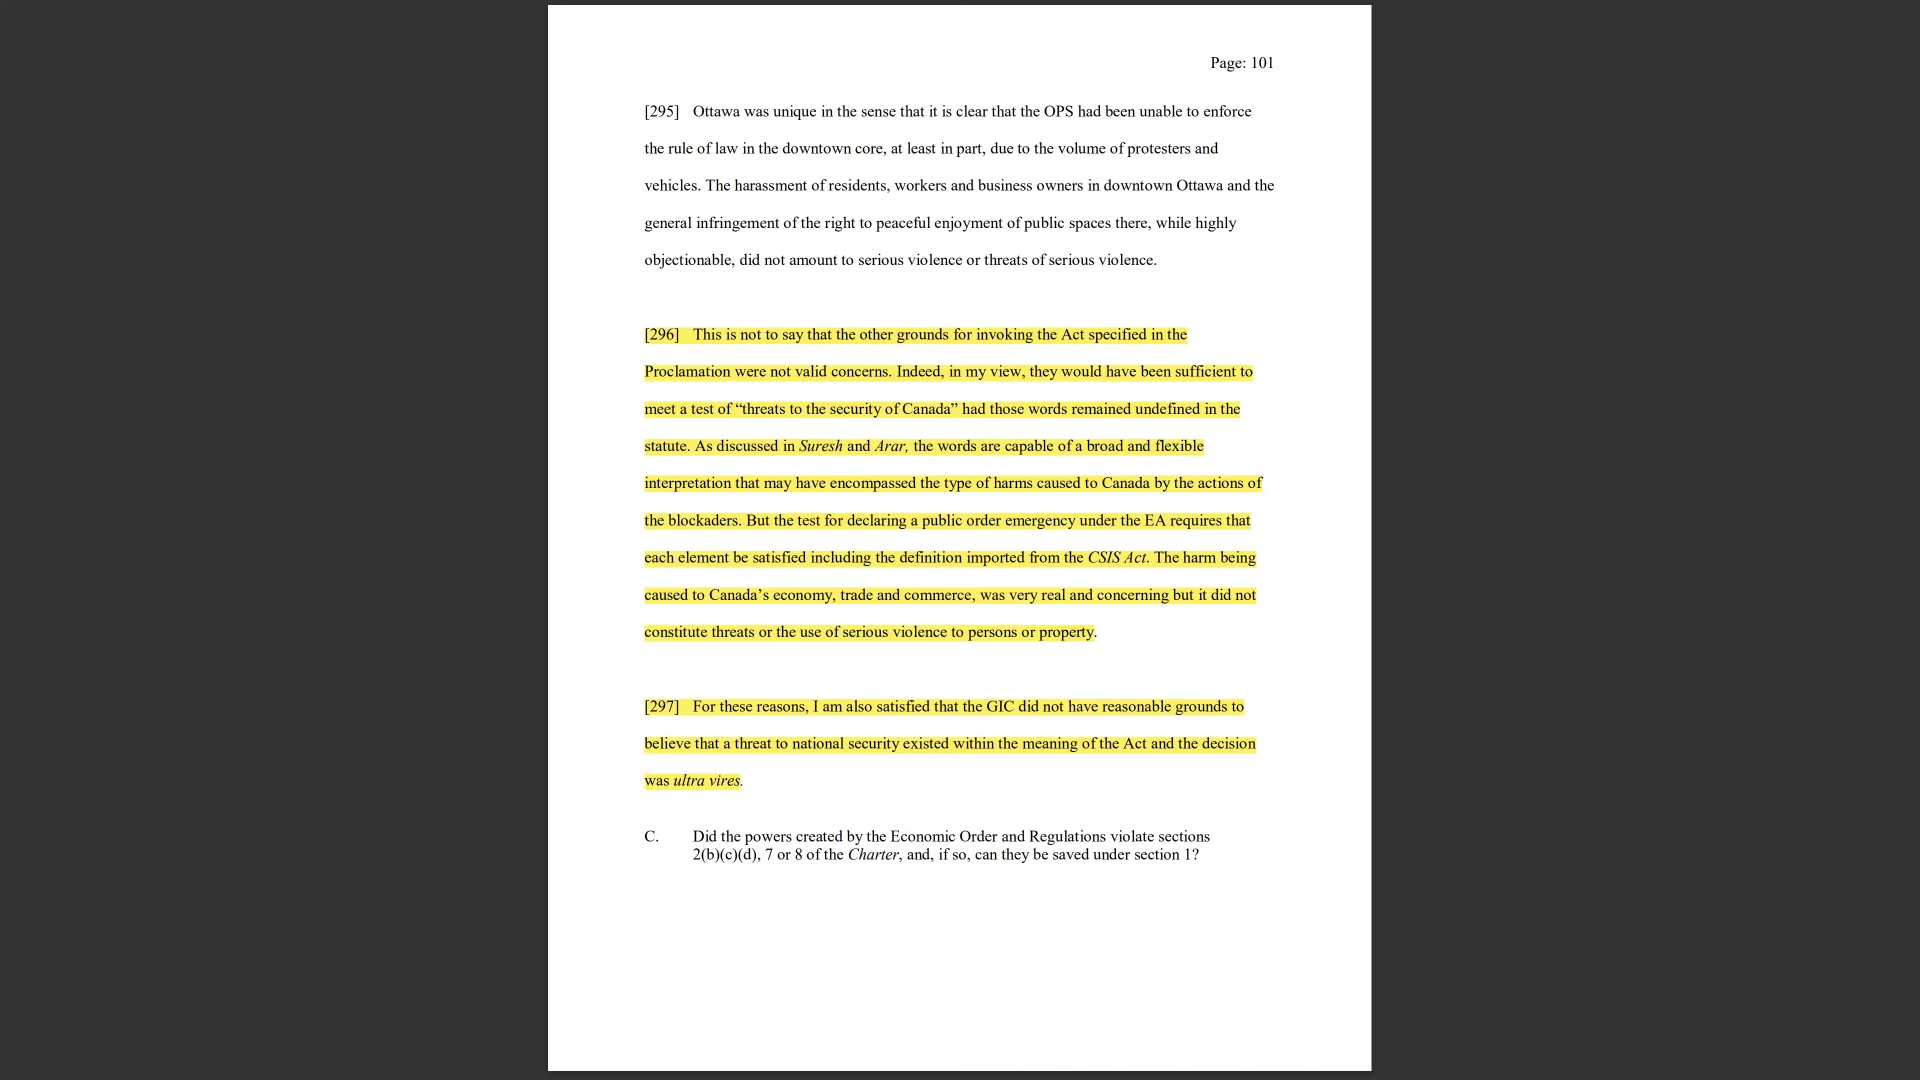 Page: 101
[295] Ottawa was unique in the sense that it is clear that the OPS had been unable to enforce
the rule of law in the downtown core, at least in part, due to the volume of protesters and
vehicles. The harassment of residents, workers and business owners in downtown Ottawa and the
general infringement of the right to peaceful enjoyment of public spaces there, while highly
objectionable, did not amount to serious violence or threats of serious violence.
[296] This is not to say that the other grounds for invoking the Act specified in the
Proclamation were not valid concerns. Indeed, in my view, they would have been sufficient to
meet a test of “threats to the security of Canada” had those words remained undefined in the
statute. As discussed in Suresh and Arar, the words are capable of a broad and flexible
interpretation that may have encompassed the type of harms caused to Canada by the actions of
the blockaders. But the test for declaring a public order emergency under the EA requires that
each element be satisfied including the definition imported from the CSIS Act. The harm being
caused to Canada’s economy, trade and commerce, was very real and concerning but it did not
constitute threats or the use of serious violence to persons or property.
[297] For these reasons, I am also satisfied that the GIC did not have reasonable grounds to
believe that a threat to national security existed within the meaning of the Act and the decision
was ultra vires.
C. Did the powers created by the Economic Order and Regulations violate sections
2(b)(c)(d), 7 or 8 of the Charter, and, if so, can they be saved under section 1?